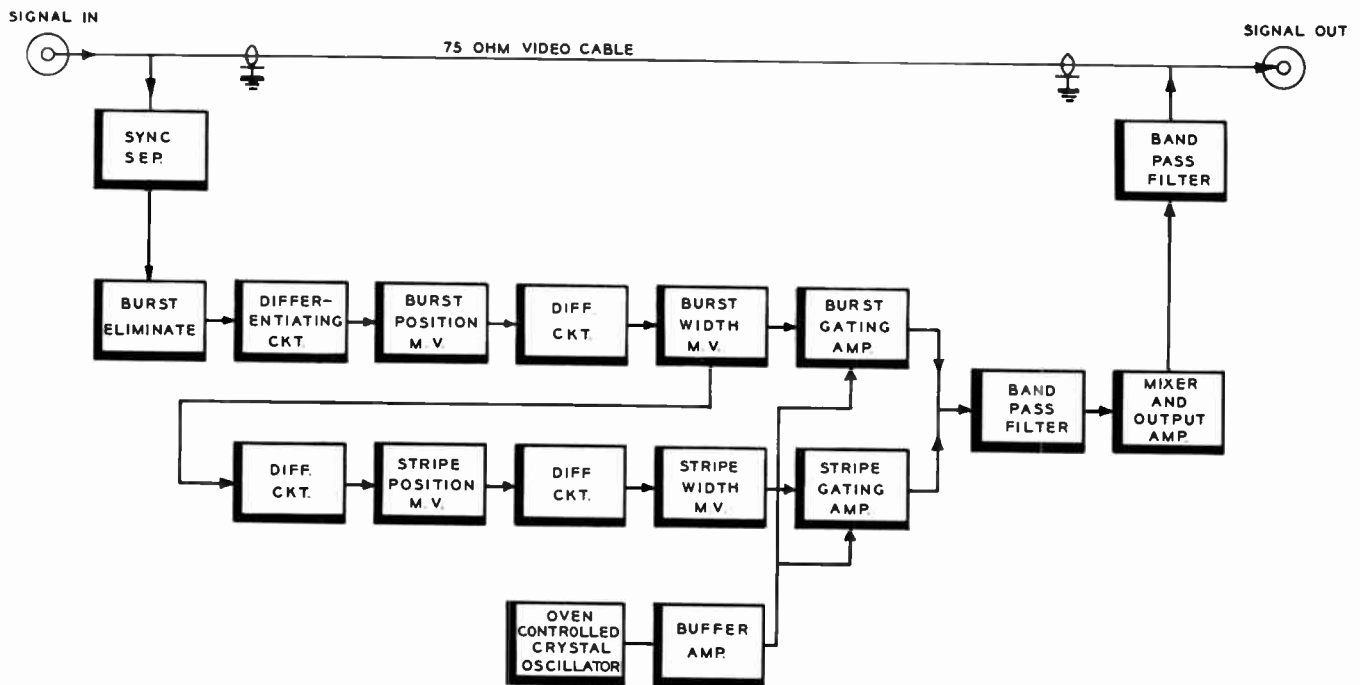 SIGNAL IN
SIGNAL OUT
75 OHM VIDEO CABLE
SYNC
SEP.
BAND
PASS
FILTER
BURST
ELIMINATE
DIFFER-
ENTIATING
CKT.
BURST
POSITION
M.V.
DIFF.
CKT.
BURST
WIDTH
M.V.
BURST
GATING
AMP.
BAND
PASS
FILTER
MIXER
AND
OUTPUT
AMP.
DIFF.
CKT.
STRIPE
POSITION
M.V.
DIFF
CKT.
STRIPE
WIDTH
M.V.
STRIPE
GATING
AMP.
OVEN
CONTROLLED
CRYSTAL
OSCILLATOR
BUFFER
AMP.